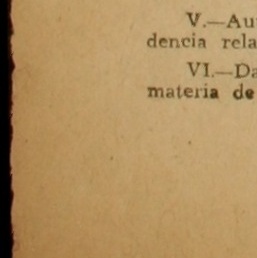 V.—Au
dencia rela
VI.—Da
materia de